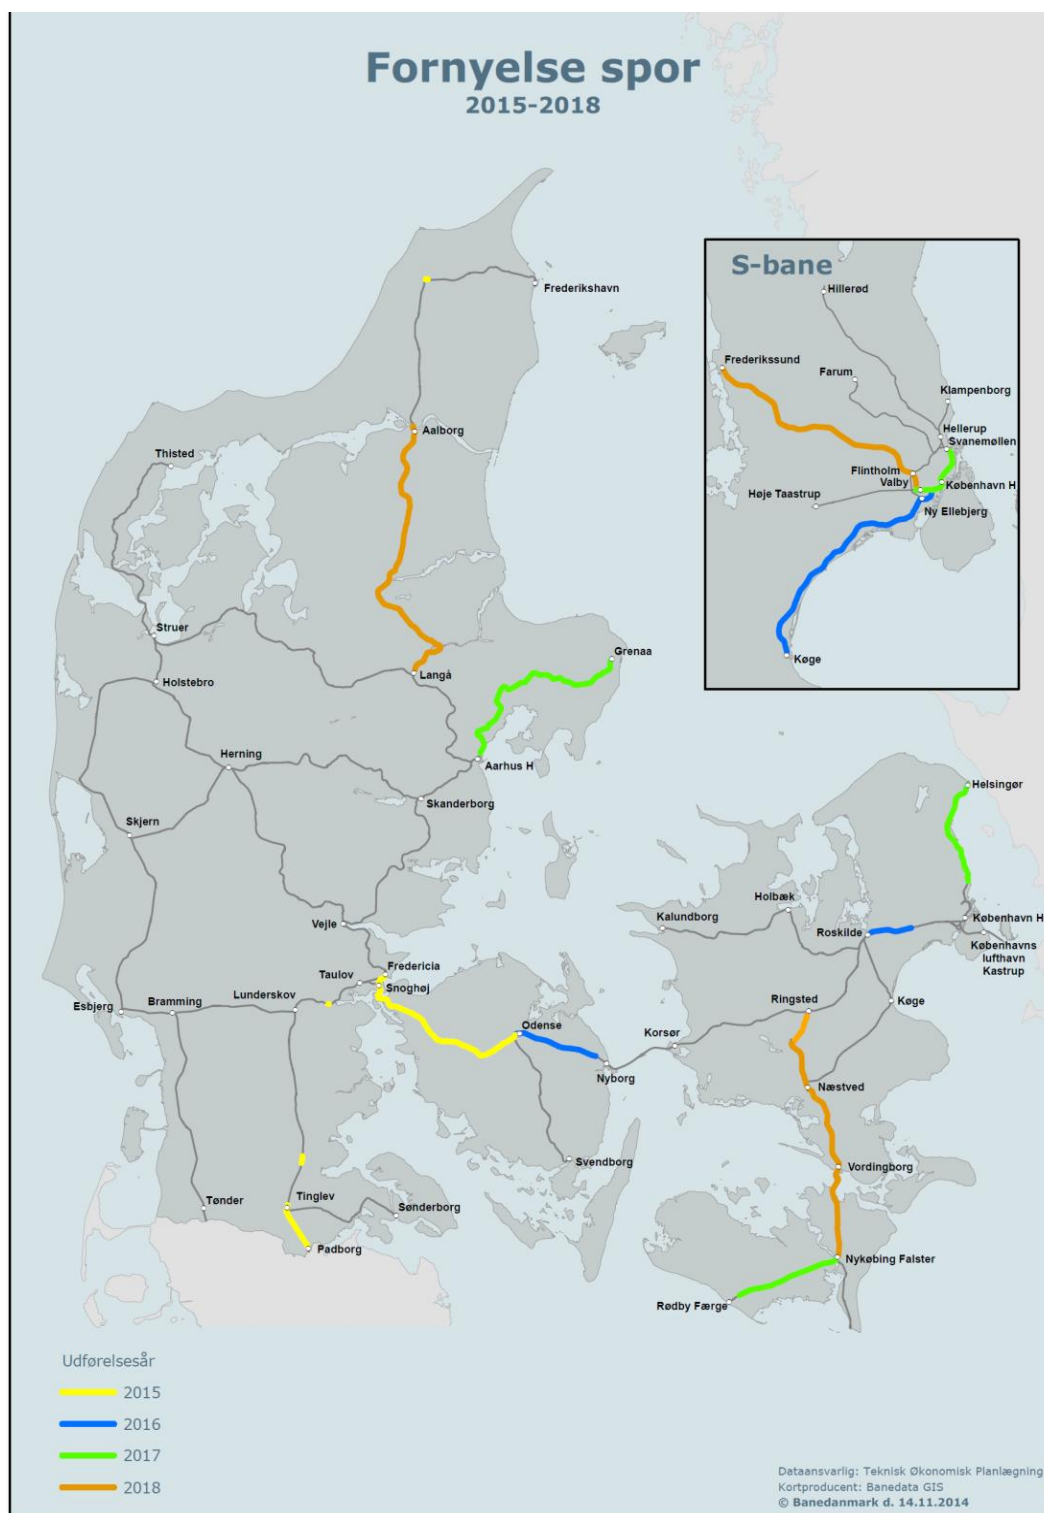 Fornyelse spor
2015-2018
S-bane
Hillerød
Frederikssund
Farum
Klampenborg
Hellerup
Svanemøllen
Flintholm
Valby
København H
Høje Taastrup
Ny Ellebjerg
Køge
Frederikshavn
Aalborg
Thisted
Struer
Holstebro
Langå
Grenaa
Herning
Aarhus H
Skanderborg
Skjern
Helsingør
Holbæk
Kalundborg
Roskilde
København H
Københavns
lufthavn
Kastrup
Vejle
Fredericia
Taulov
Snoghøj
Lunderskov
Bramming
Esbjerg
Odense
Nyborg
Korsør
Ringsted
Køge
Næstved
Svendborg
Vordingborg
Tønder
Tinglev
Sønderborg
Padborg
Nykøbing Falster
Rødby Færge
Udførelsesår
2015
2016
2017
2018
Dataansvarlig: Teknisk Økonomisk Planlægning
Kortproducent: Banedata GIS
© Banedanmark d. 14.11.2014